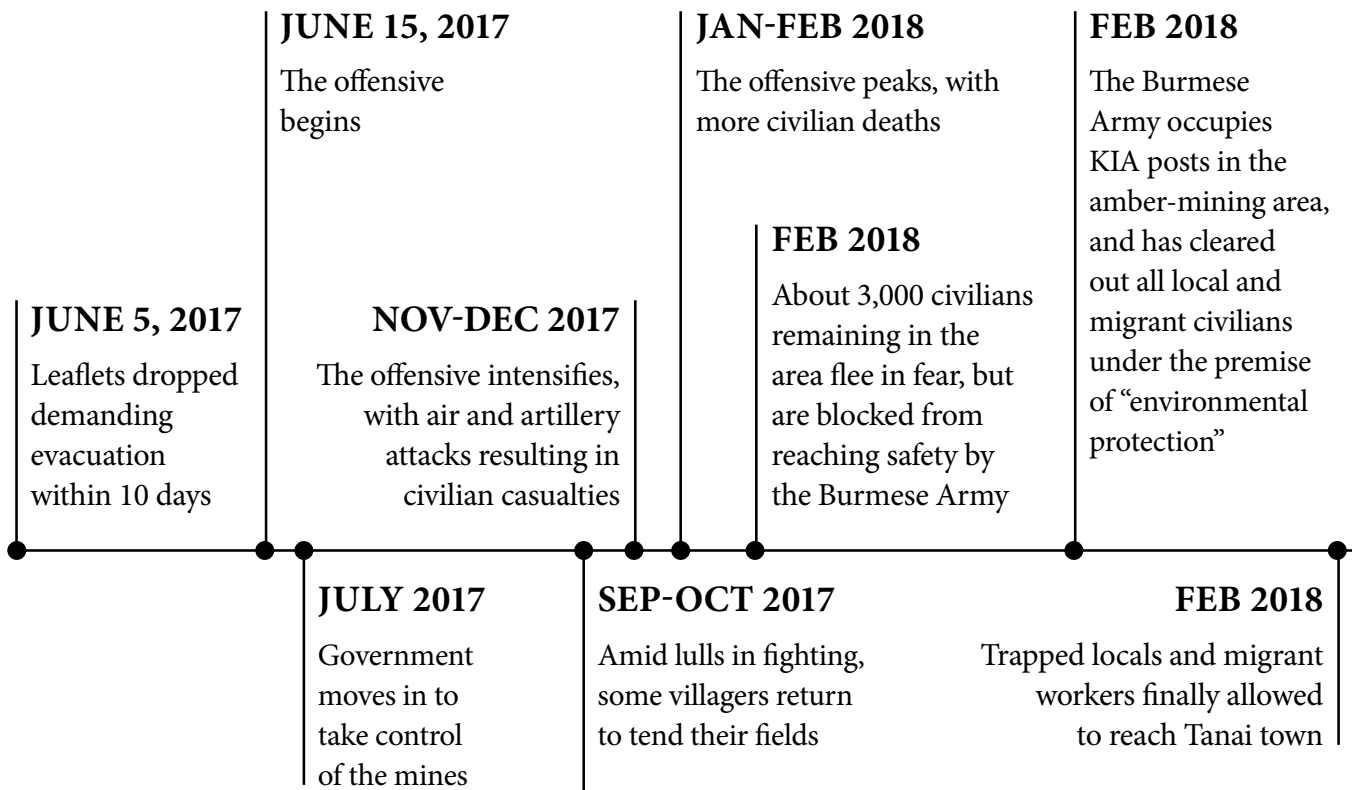 JUNE 5, 2017
Leaflets dropped
demanding
evacuation
within 10 days
JUNE 15, 2017
The offensive
begins
JULY 2017
Government
moves in to
take control
of the mines
SEP-OCT 2017
Amid lulls in fighting,
some villagers return
to tend their fields
NOV-DEC 2017
The offensive intensifies,
with air and artillery
attacks resulting in
civilian casualties
JAN-FEB 2018
The offensive peaks, with
more civilian deaths
FEB 2018
About 3,000 civilians
remaining in the
area flee in fear, but
are blocked from
reaching safety by
the Burmese Army
FEB 2018
The Burmese
Army occupies
KIA posts in the
amber-mining area,
and has cleared
out all local and
migrant civilians
under the premise
of “environmental
protection”
FEB 2018
Trapped locals and migrant
workers finally allowed
to reach Tanai town